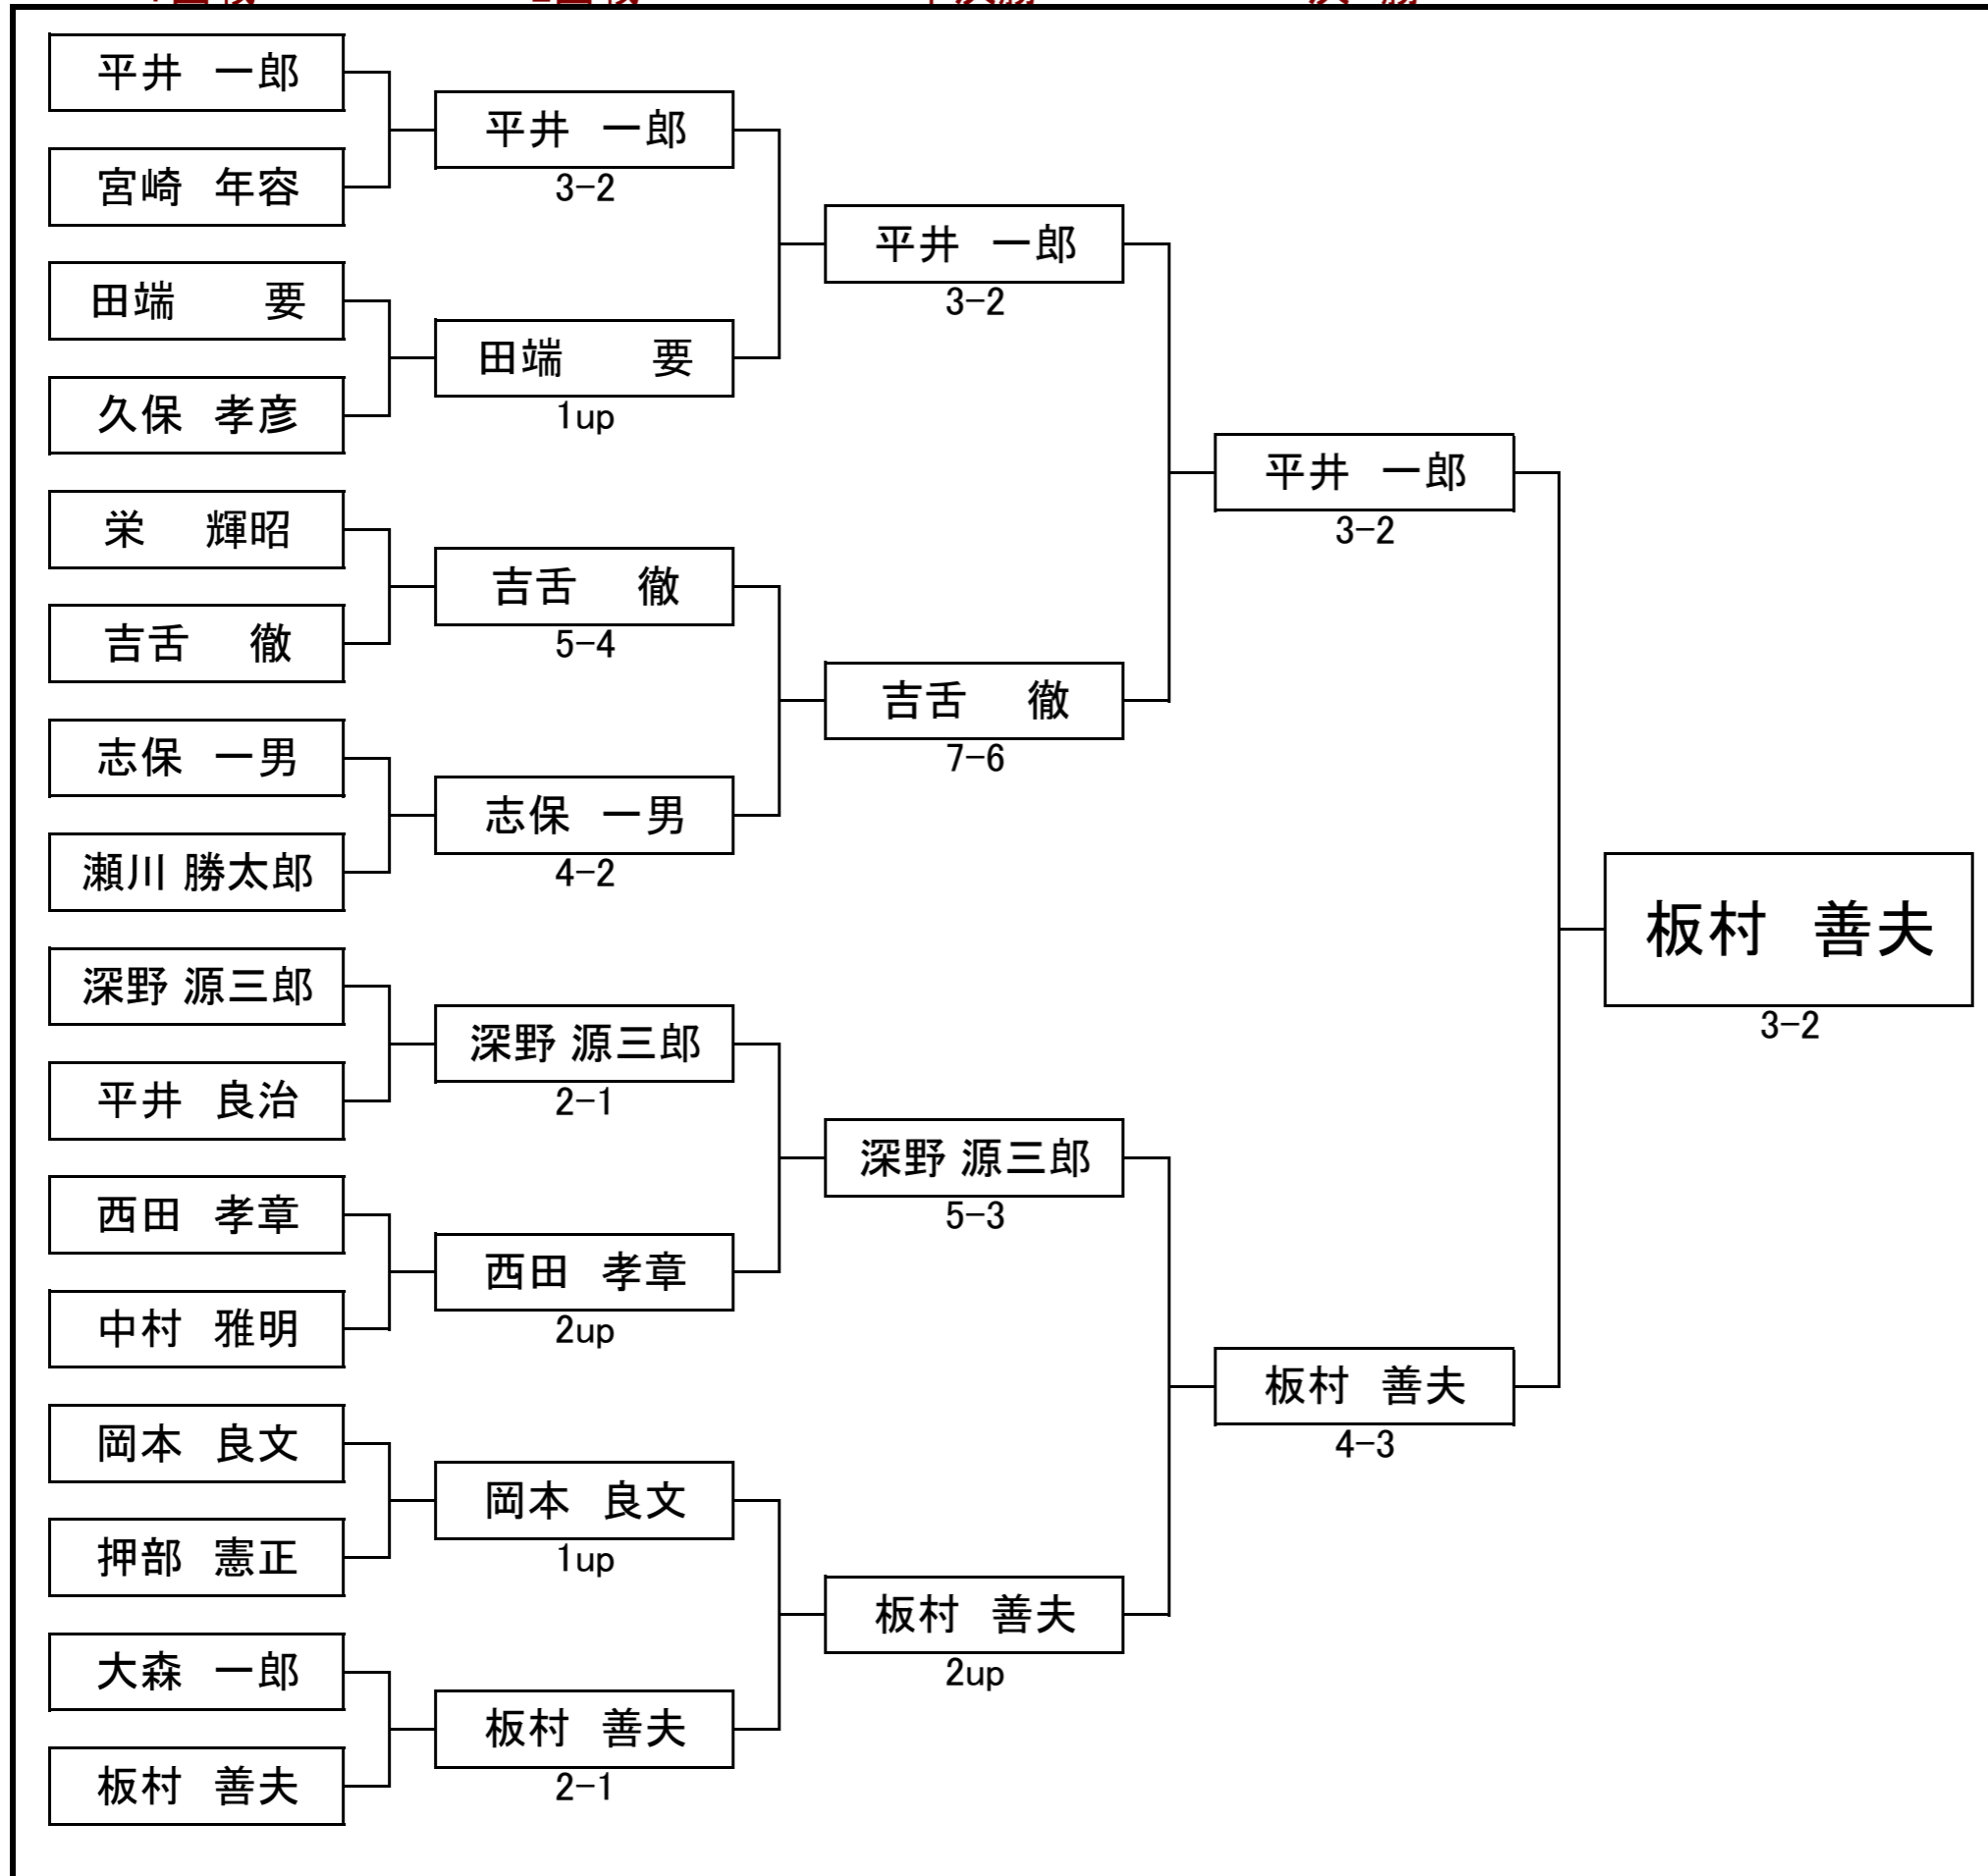 平井 一郎
宮崎 年容
田端 要
久保 孝彦
栄 輝昭
吉舌 徹
志保 一男
瀬川 勝太郎
深野 源三郎
平井 良治
西田 孝章
中村 雅明
岡本 良文
押部 憲正
大森 一郎
板村 善夫
平井 一郎
3-2
田端 要
1up
吉舌 徹
5-4
志保 一男
4-2
深野 源三郎
2-1
西田 孝章
2up
岡本 良文
1up
板村 善夫
2-1
平井 一郎
3-2
吉舌 徹
7-6
深野 源三郎
5-3
板村 善夫
2up
平井 一郎
3-2
板村 善夫
4-3
板村 善夫
3-2